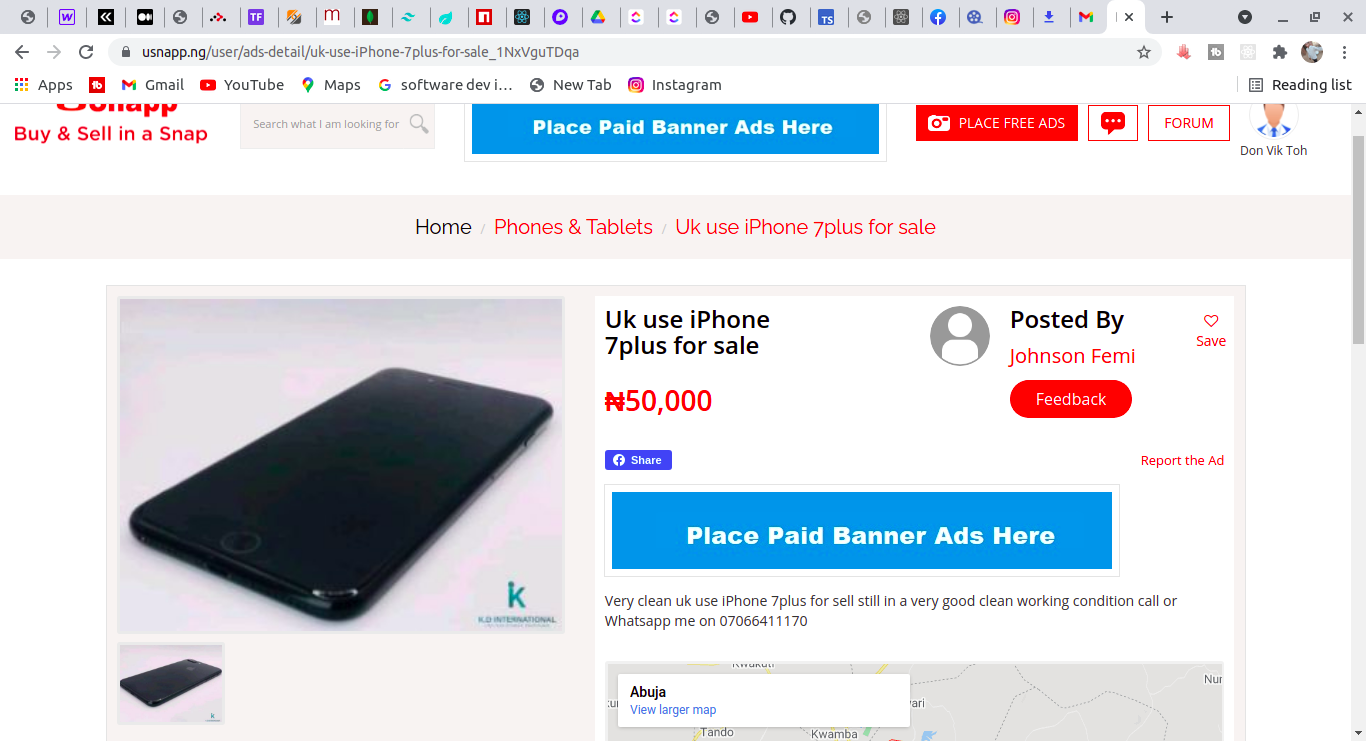 usnapp.ng/user/ads-detail/uk-use-iPhone-7plus-for-sale_1NxVguTDqa
Apps
Gmail
YouTube
Maps
software dev i…
New Tab
Instagram
Reading list
Buy & Sell in a Snap
Search what I am looking for
Place Paid Banner Ads Here
PLACE FREE ADS
FORUM
Don Vik Toh
Home / Phones & Tablets / Uk use iPhone 7plus for sale
Uk use iPhone
7plus for sale
₦50,000
Posted By
Johnson Femi
Feedback
Save
Share
Report the Ad
Place Paid Banner Ads Here
Very clean uk use iPhone 7plus for sell still in a very good clean working condition call or
Whatsapp me on 07066411170
K.D INTERNATIONAL
Abuja
View larger map
Tando
Kwamba